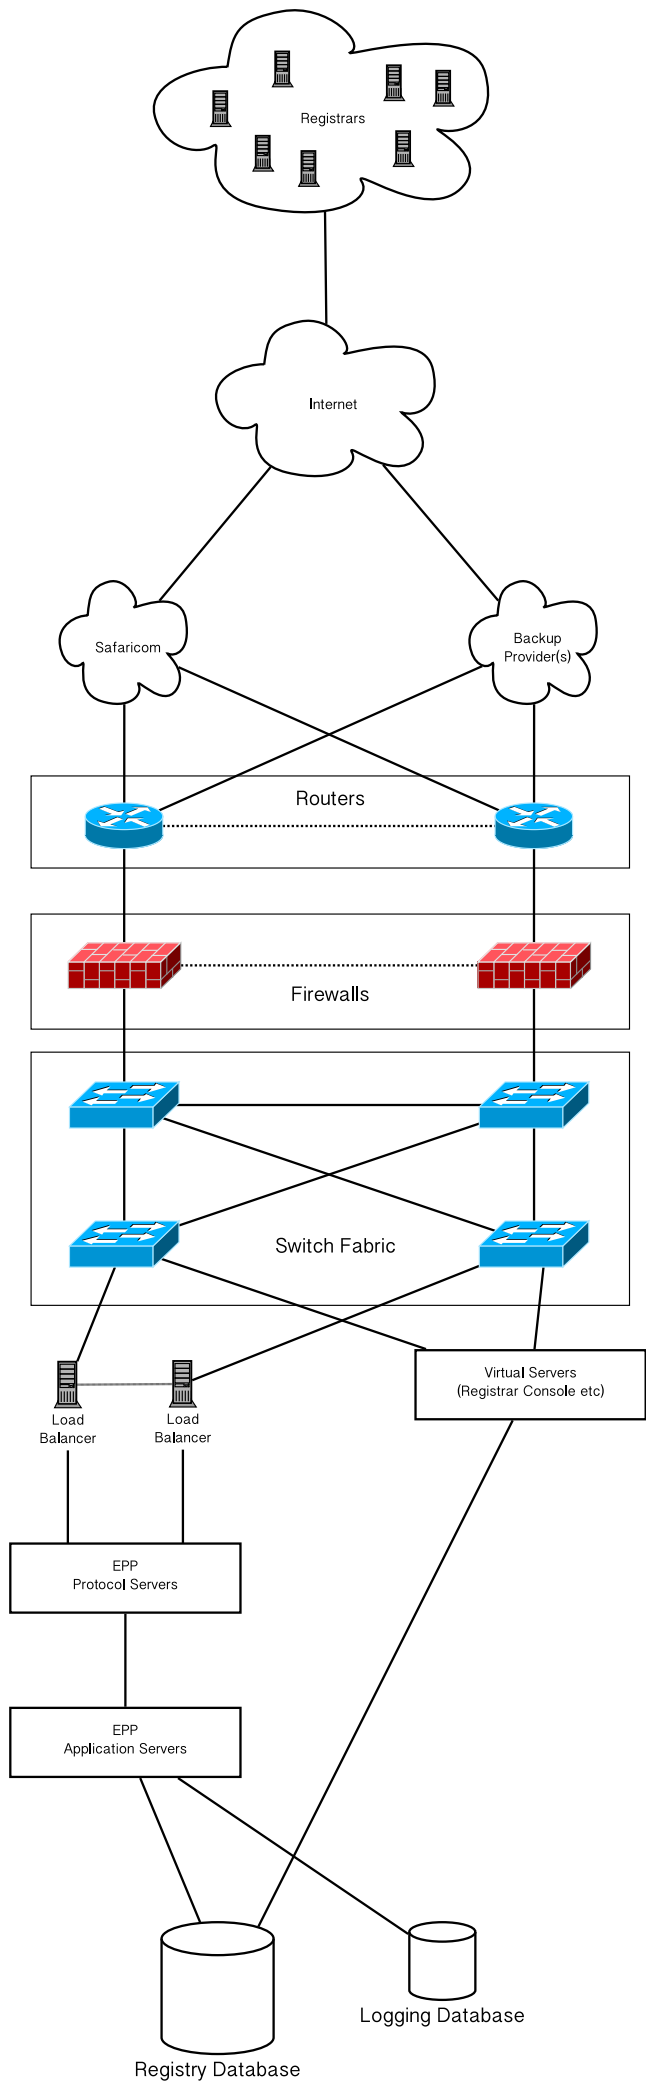 Registrars
Internet
Safaricom
Backup
Provider(s)
Routers
Firewalls
Switch Fabric
Virtual Servers
(Registrar Console etc)
Load
Balancer
Load
Balancer
EPP
Protocol Servers
EPP
Application Servers
Logging Database
Registry Database